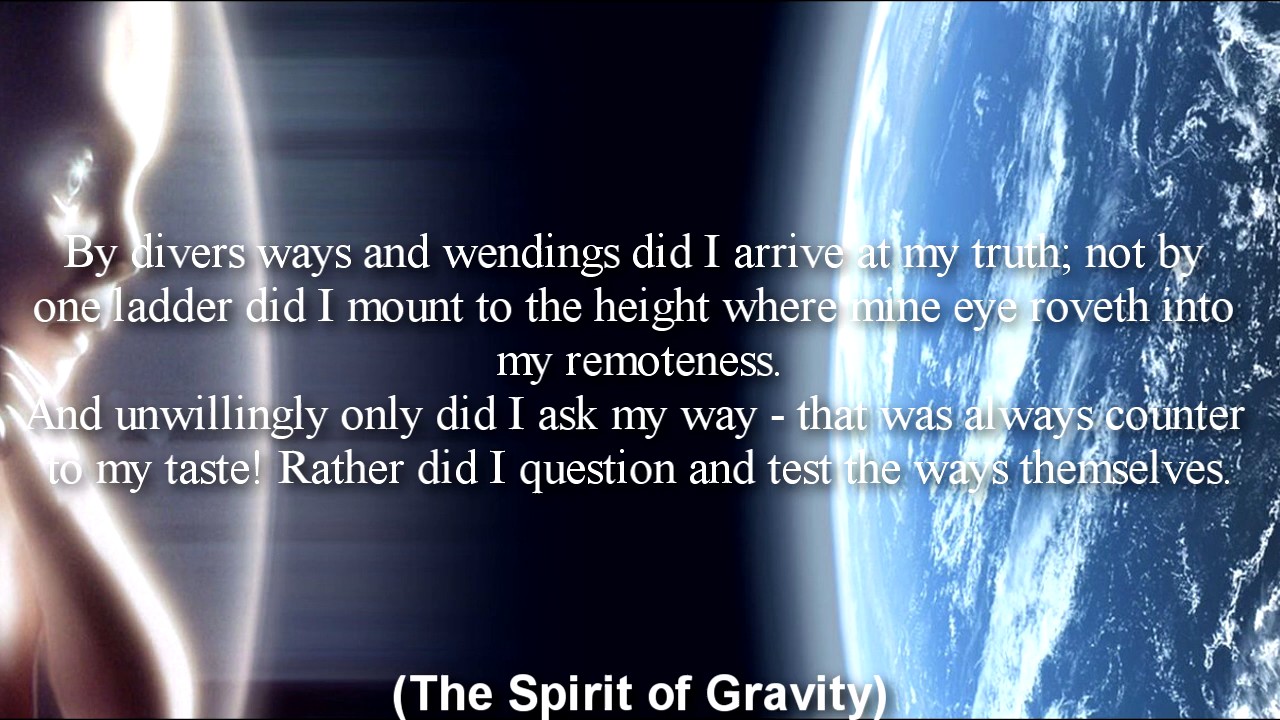 By divers ways and wendings did I arrive at my truth; not by
one ladder did I mount to the height where mine eye roveth into
my remoteness.
And unwillingly only did I ask my way - that was always counter
to my taste! Rather did I question and test the ways themselves.
(The Spirit of Gravity)